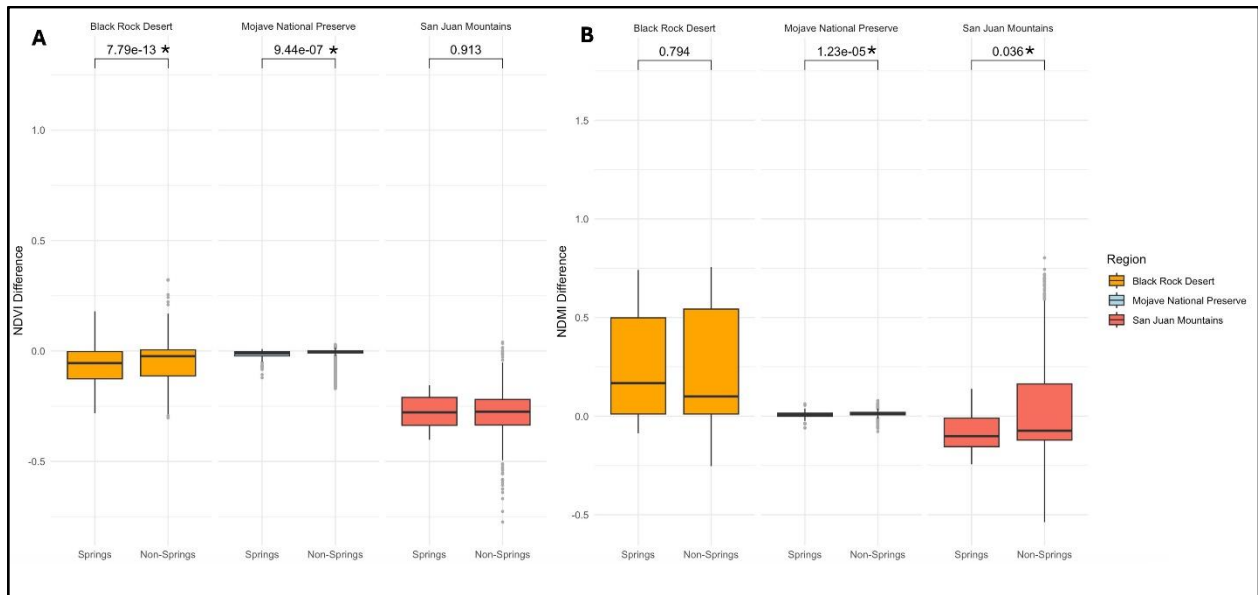 A
Black Rock Desert
7.79e-13 *
Mojave National Preserve
9.44e-07 *
San Juan Mountains
0.913
NDVI Difference
1.0
0.5
0.0
-0.5
Springs
Non-Springs
Springs
Non-Springs
Springs
Non-Springs
B
Black Rock Desert
0.794
Mojave National Preserve
1.23e-05 *
San Juan Mountains
0.036 *
NDMI Difference
1.5
1.0
0.5
0.0
-0.5
Springs
Non-Springs
Springs
Non-Springs
Springs
Non-Springs
Region
Black Rock Desert
Mojave National Preserve
San Juan Mountains